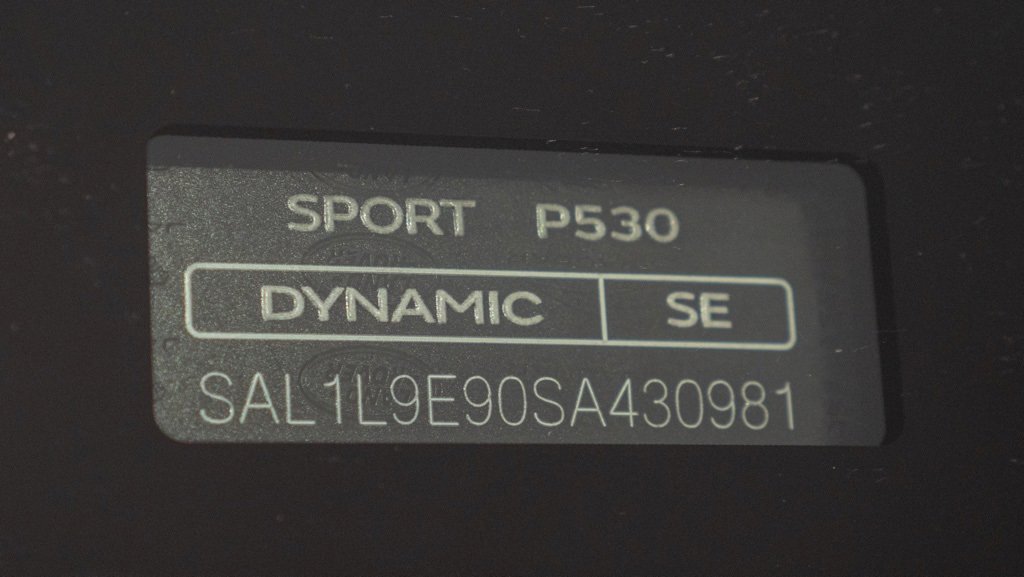 SPORT P530
DYNAMIC SE
SAL1L9E90SA430981